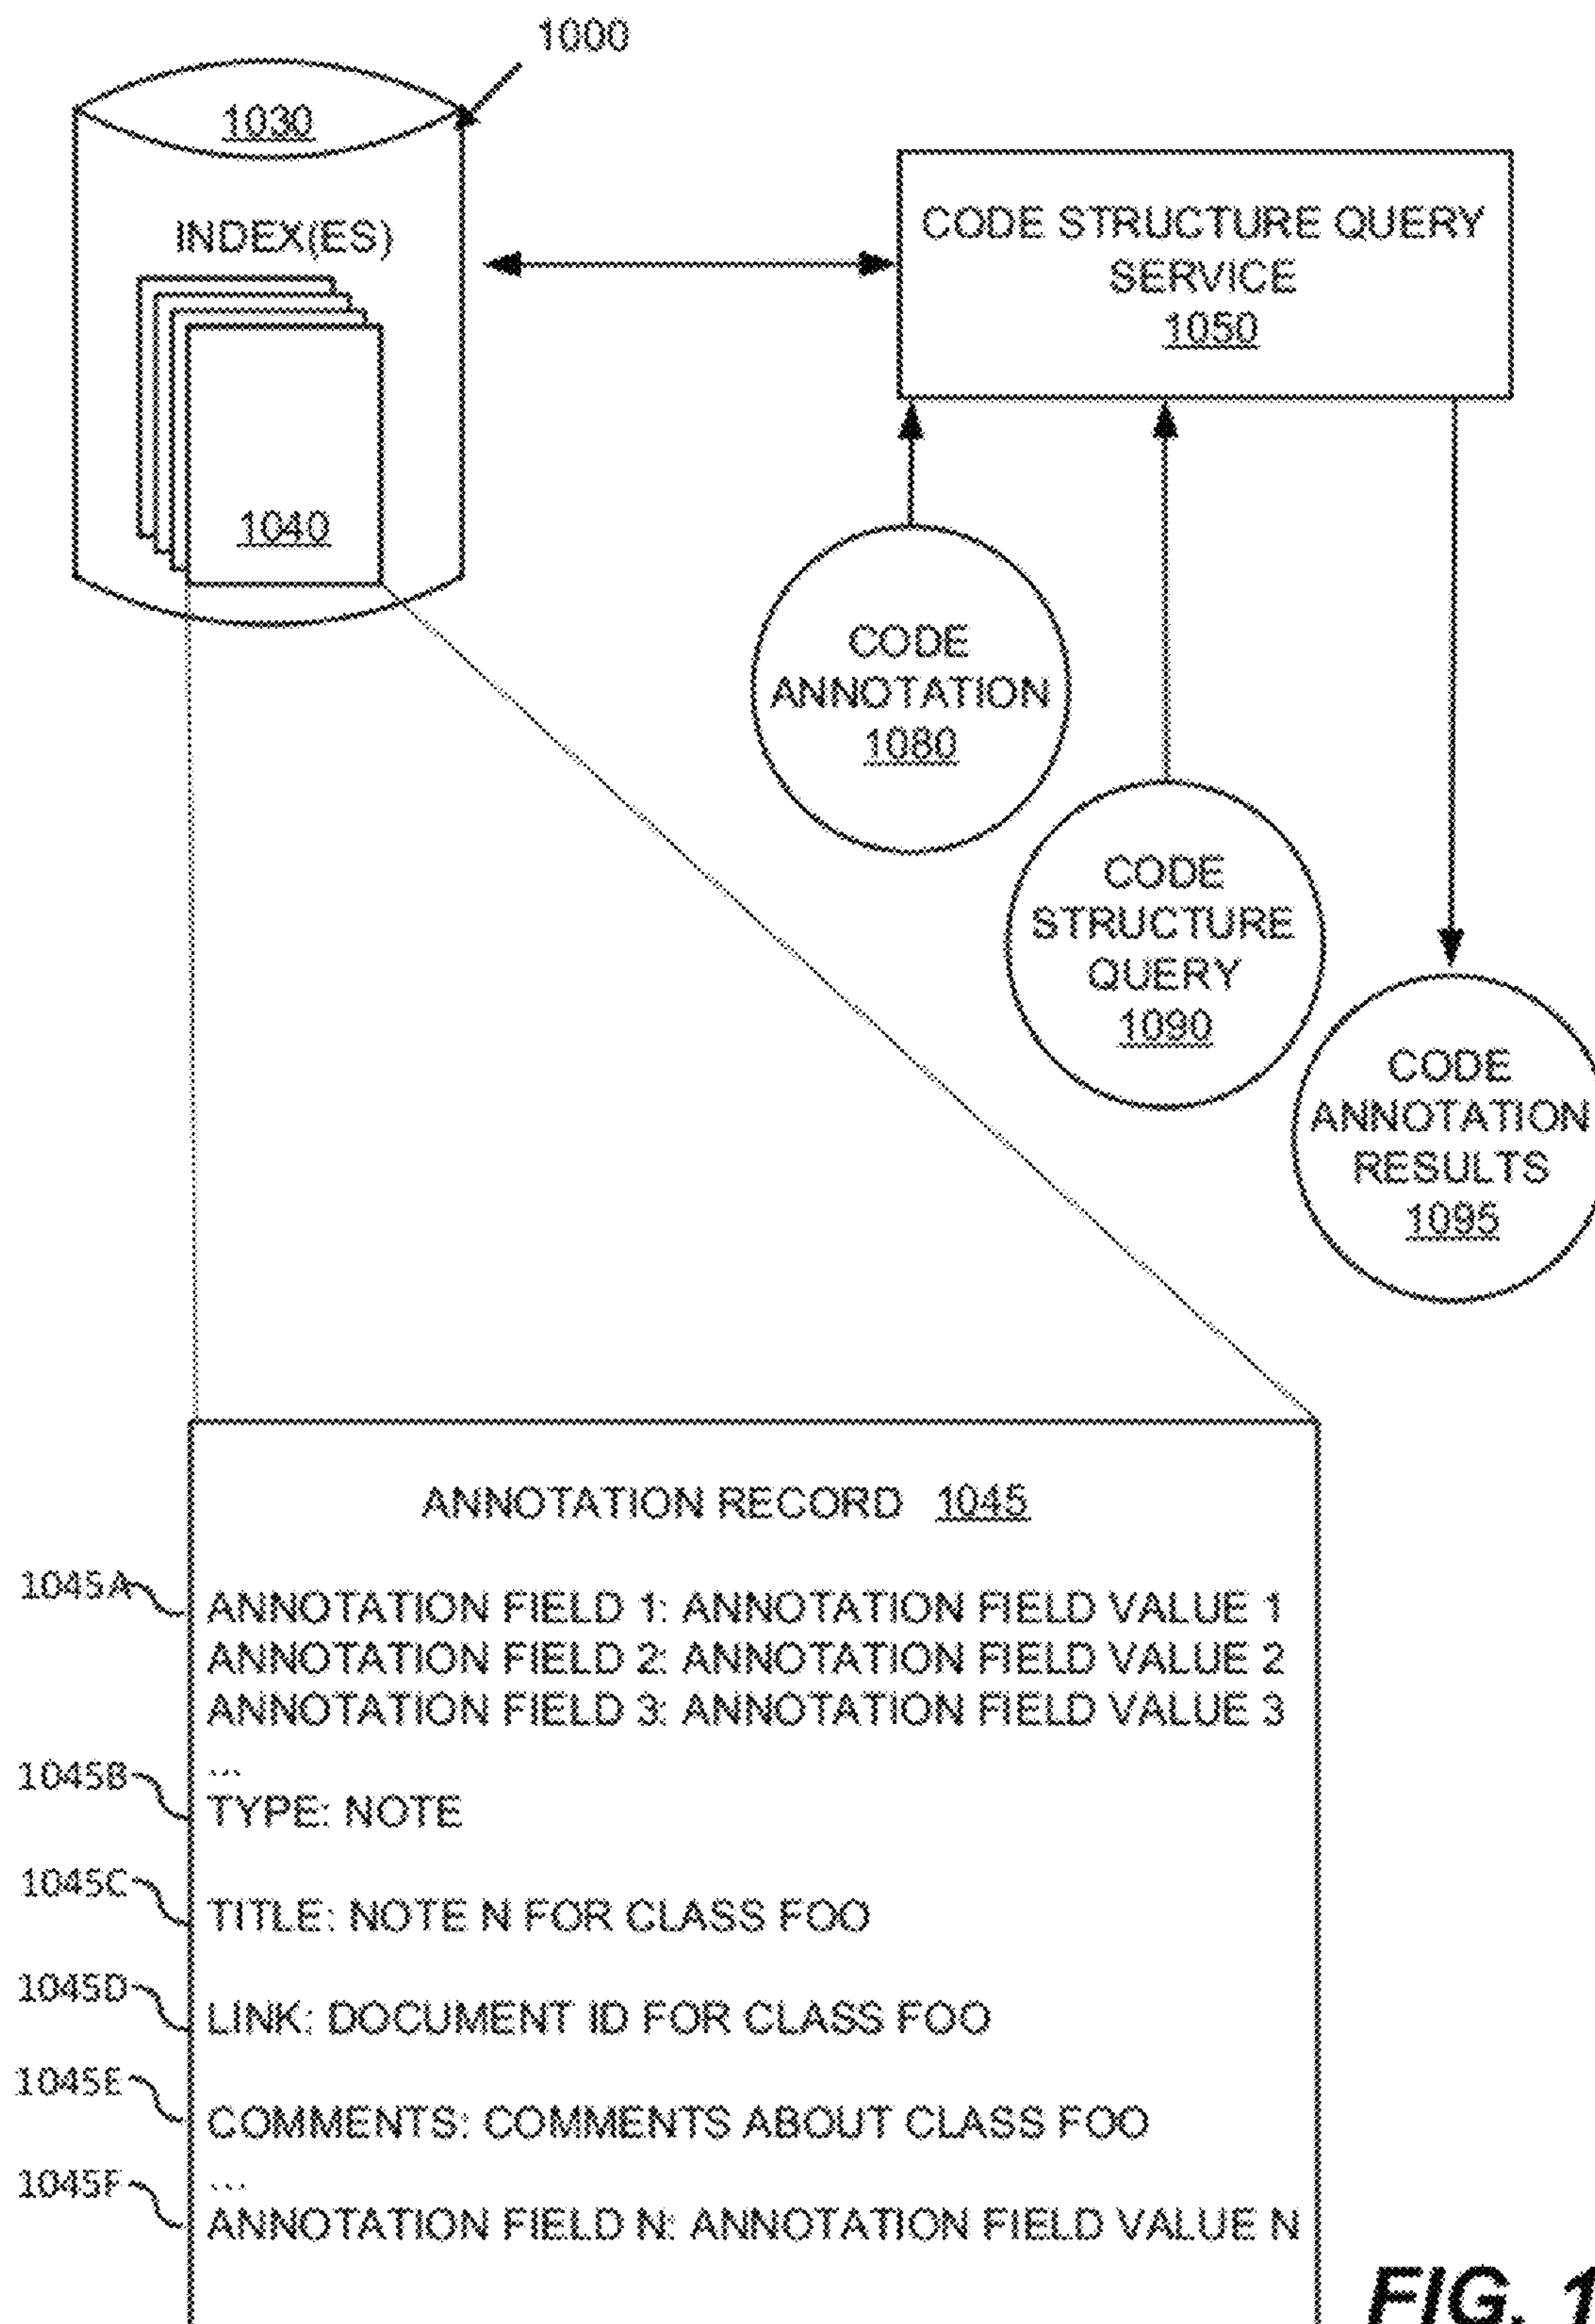 1000
1030
INDEX(ES)
1040
CODE STRUCTURE QUERY
SERVICE
1050
CODE
ANNOTATION
1080
CODE
STRUCTURE
QUERY
1090
CODE
ANNOTATION
RESULTS
1095
ANNOTATION RECORD 1045
1045A
ANNOTATION FIELD 1: ANNOTATION FIELD VALUE 1
ANNOTATION FIELD 2: ANNOTATION FIELD VALUE 2
ANNOTATION FIELD 3: ANNOTATION FIELD VALUE 3
...
1045B
TYPE: NOTE
1045C
TITLE: NOTE N FOR CLASS FOO
1045D
LINK: DOCUMENT ID FOR CLASS FOO
1045E
COMMENTS: COMMENTS ABOUT CLASS FOO
...
1045F
ANNOTATION FIELD N: ANNOTATION FIELD VALUE N
FIG. 1